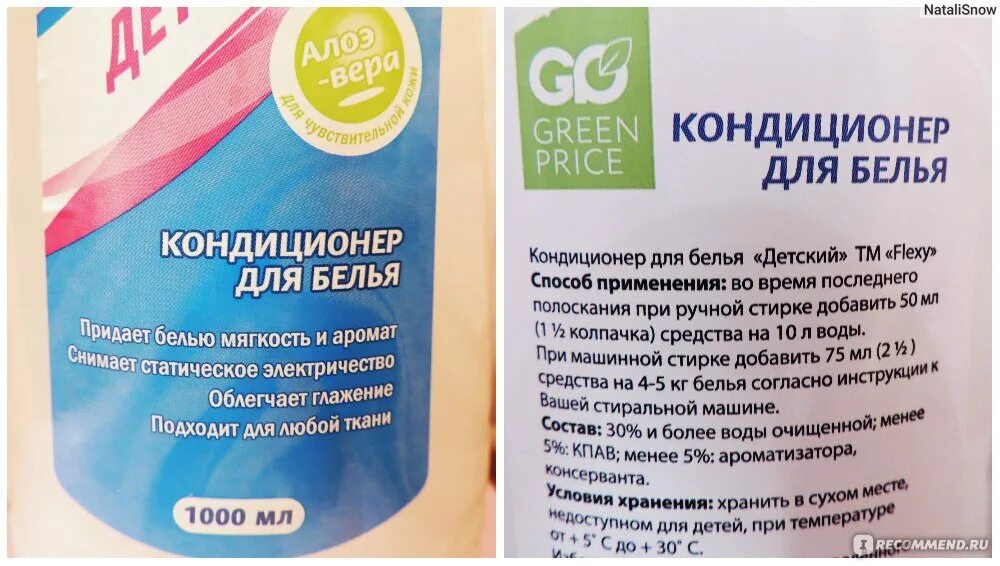 NataliSnow
ДЕТ
Алоэ
-вера
для чувствительной кожи
КОНДИЦИОНЕР
ДЛЯ БЕЛЬЯ
Придает белью мягкость и аромат
Снимает статическое электричество
Облегчает глажение
Подходит для любой ткани
1000 мл
GREEN
PRICE
КОНДИЦИОНЕР
ДЛЯ БЕЛЬЯ
Кондиционер для белья «Детский» ТМ «Flexy»
Способ применения: во время последнего
полоскания при ручной стирке добавить 50 мл
(1 ½ колпачка) средства на 10 л воды.
При машинной стирке добавить 75 мл (2 ½ )
средства на 4-5 кг белья согласно инструкции к
Вашей стиральной машине.
Состав: 30% и более воды очищенной; менее
5%: КПАВ; менее 5%: ароматизатора,
консерванта.
Условия хранения: хранить в сухом месте,
недоступном для детей, при температуре
от + 5° С до + 30° С.
IRECOMMEND.RU